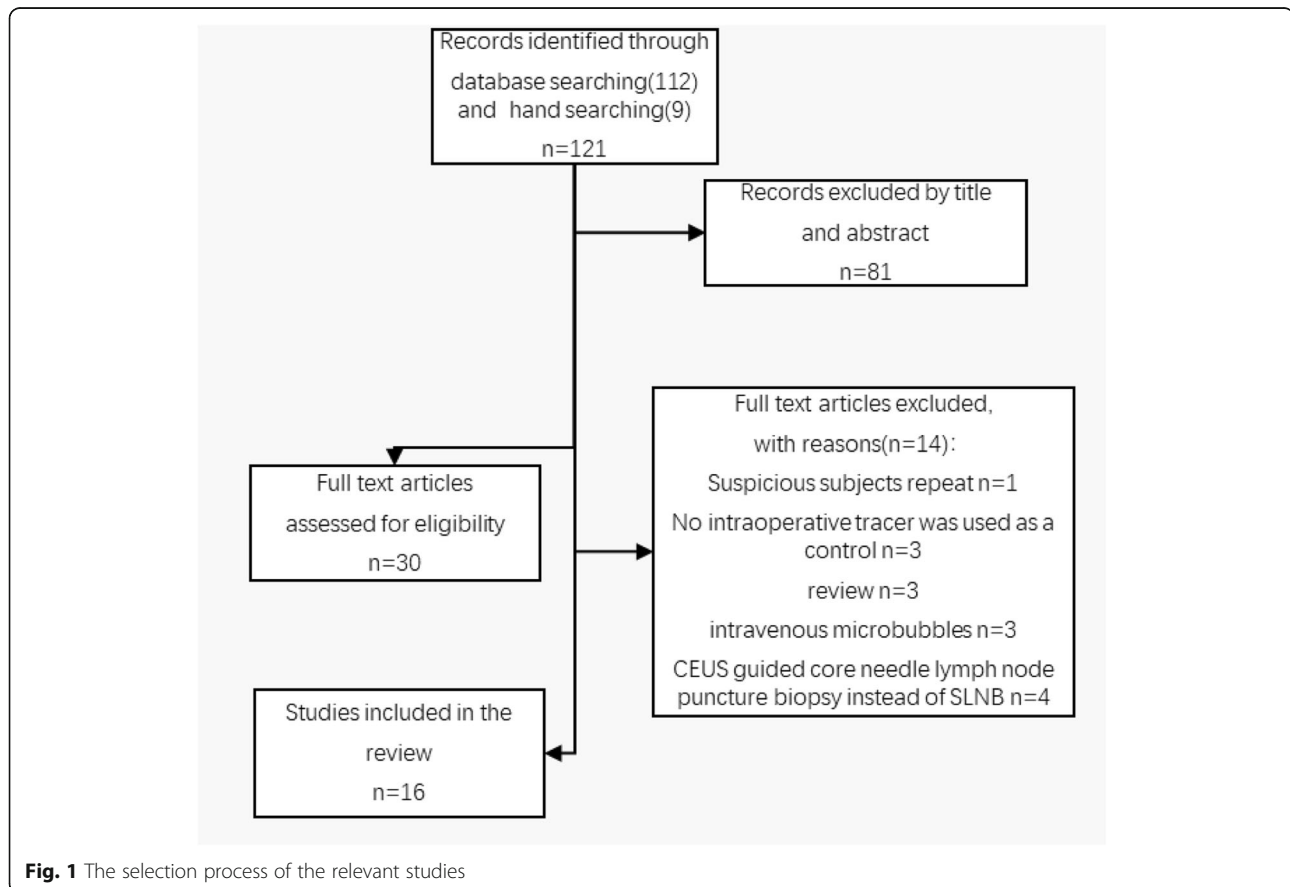 Records identified through
database searching(112)
and hand searching(9)
n=121
Records excluded by title
and abstract
n=81
Full text articles
assessed for eligibility
n=30
Full text articles excluded,
with reasons(n=14):
Suspicious subjects repeat n=1
No intraoperative tracer was used as a
control n=3
review n=3
intravenous microbubbles n=3
CEUS guided core needle lymph node
puncture biopsy instead of SLNB n=4
Studies included in the
review
n=16
Fig. 1 The selection process of the relevant studies